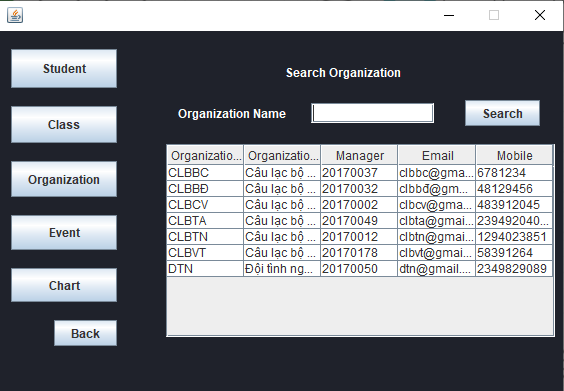 Student
Class
Organization
Event
Chart
Back
Search Organization
Organization Name
Search
Organizatio... Organizatio... Manager Email Mobile
CLBBC Câu lạc bộ ... 20170037 clbbc@gma... 6781234
CLBBĐ Câu lạc bộ ... 20170032 clbbd@gm... 48129456
CLBCV Câu lạc bộ ... 20170002 clbcv@gma... 483912045
CLBTA Câu lạc bộ ... 20170049 clbta@gmai... 239492040...
CLBTN Câu lạc bộ ... 20170012 clbtn@gmai... 1294023851
CLBVT Câu lạc bộ ... 20170178 clbvt@gmai... 58391264
DTN Đội tình ng... 20170050 dtn@gmail.... 2349829089